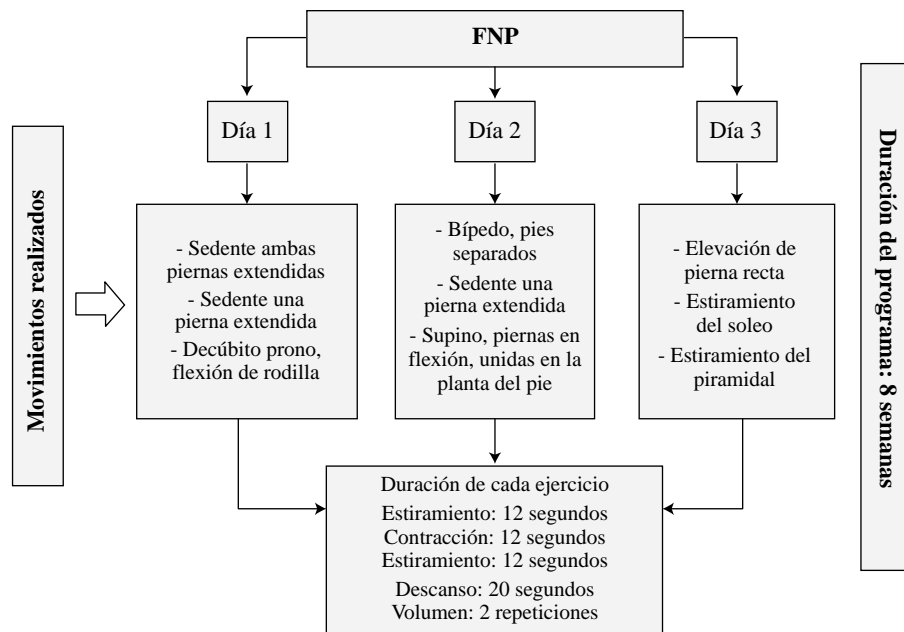 FNP
Día 1
Día 2
Día 3
Movimientos realizados
- Sedente ambas
piernas extendidas
- Sedente una
pierna extendida
- Decúbito prono,
flexión de rodilla
- Bípedo, pies
separados
- Sedente una
pierna extendida
- Supino, piernas en
flexión, unidas en la
planta del pie
- Elevación de
pierna recta
- Estiramiento
del soleo
- Estiramiento del
piramidal
Duración del
programa: 8 semanas
Duración de cada ejercicio
Estiramiento: 12 segundos
Contracción: 12 segundos
Estiramiento: 12 segundos
Descanso: 20 segundos
Volumen: 2 repeticiones